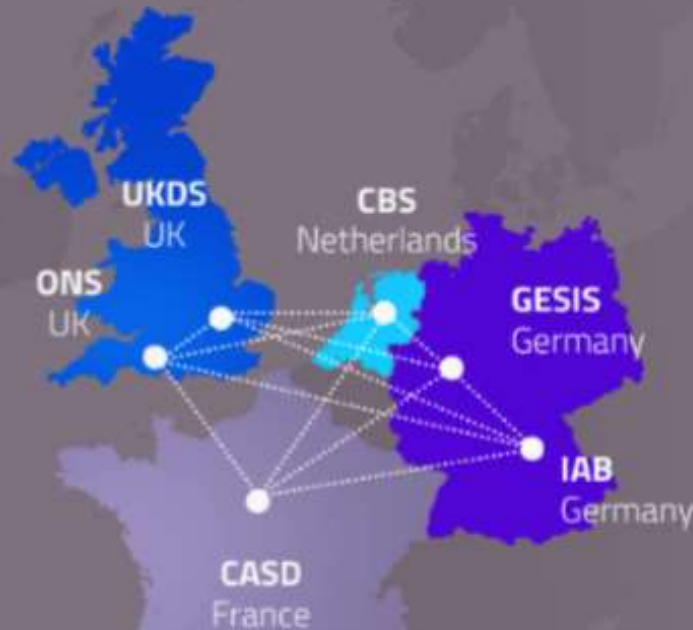 UKDS
UK
CBS
Netherlands
ONS
UK
GESIS
Germany
IAB
Germany
CASD
France